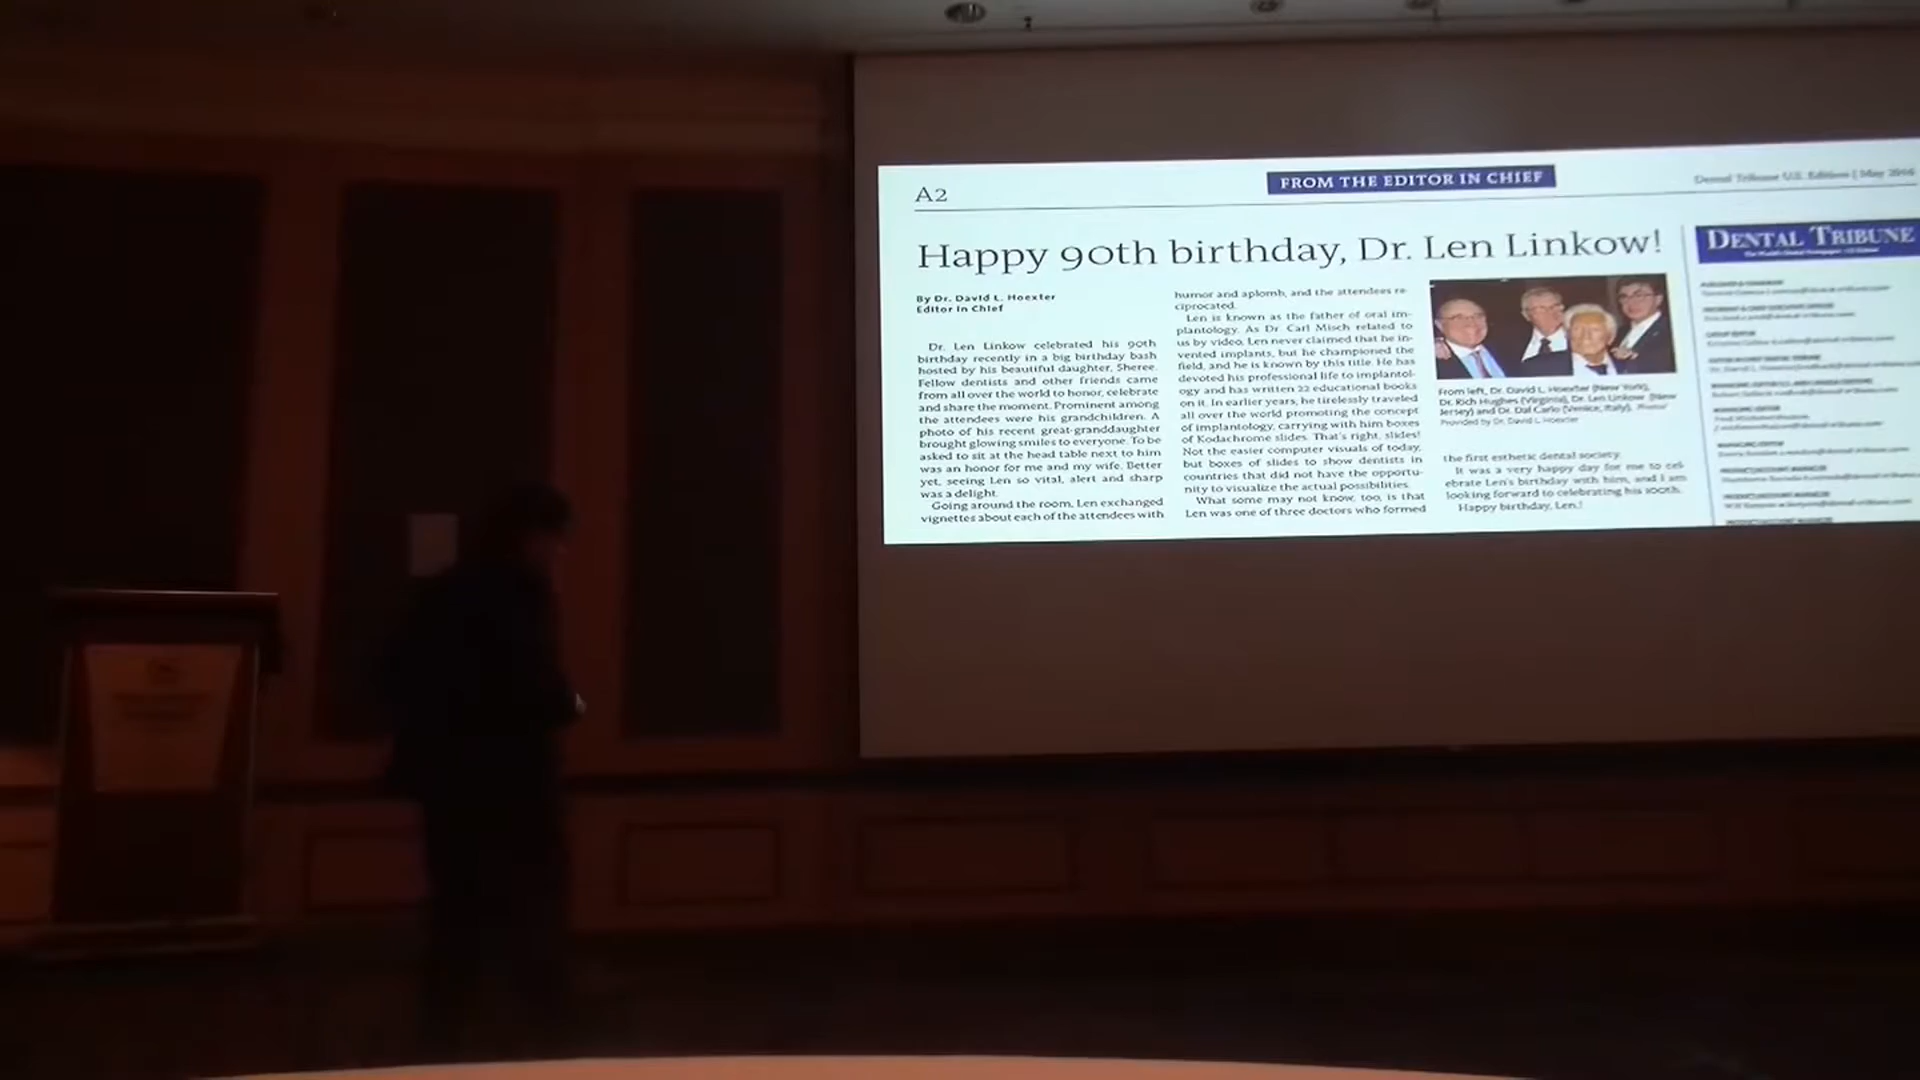 A2
FROM THE EDITOR IN CHIEF
Dental Tribune U.S. Edition | May 2016
Happy 90th birthday, Dr. Len Linkow!
By Dr. David L. Hoexter
Editor in Chief
Dr. Len Linkow celebrated his 90th
birthday recently in a big birthday bash
hosted by his beautiful daughter, Sheree.
Fellow dentists and other friends came
from all over the world to honor, celebrate
and share the moment. Prominent among
the attendees were his grandchildren. A
photo of his recent great-granddaughter
brought glowing smiles to everyone. To be
asked to sit at the head table next to him
was an honor for me and my wife. Better
yet, seeing Len so vital, alert and sharp
was a delight.
Going around the room, Len exchanged
vignettes about each of the attendees with
humor and aplomb, and the attendees re-
ciprocated.
Len is known as the father of oral im-
plantology. As Dr. Carl Misch related to
us by video, Len never claimed that he in-
vented implants, but he championed the
field, and he is known by this title. He has
devoted his professional life to implantol-
ogy and has written 22 educational books
on it. In earlier years, he tirelessly traveled
all over the world promoting the concept
of implantology, carrying with him boxes
of Kodachrome slides. That's right, slides!
Not the easier computer visuals of today,
but boxes of slides to show dentists in
countries that did not have the opportu-
nity to visualize the actual possibilities.
What some may not know, too, is that
Len was one of three doctors who formed
From left, Dr. David L. Hoexter (New York),
Dr. Rich Hughes (Virginia), Dr. Len Linkow (New
Jersey) and Dr. Dal Carlo (Venice, Italy). Photo/
Provided by Dr. David L. Hoexter
the first esthetic dental society.
It was a very happy day for me to cel-
ebrate Len's birthday with him, and I am
looking forward to celebrating his 100th.
Happy birthday, Len!
DENTAL TRIBUNE